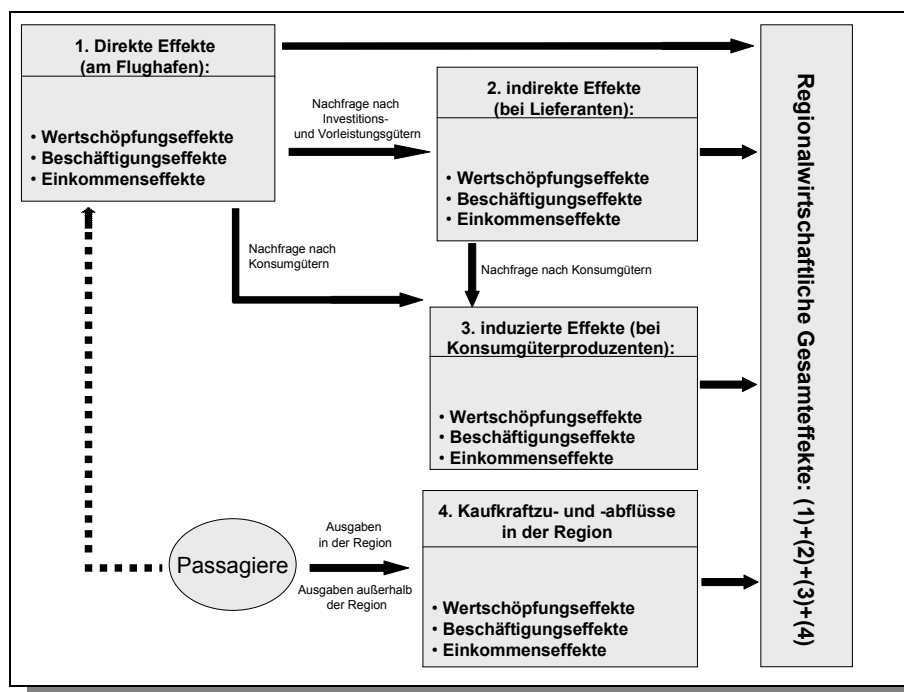 1. Direkte Effekte
(am Flughafen):
• Wertschöpfungseffekte
• Beschäftigungseffekte
• Einkommenseffekte
Nachfrage nach
Investitions-
und Vorleistungsgütern
2. indirekte Effekte
(bei Lieferanten):
• Wertschöpfungseffekte
• Beschäftigungseffekte
• Einkommenseffekte
Nachfrage nach
Konsumgütern
Nachfrage nach Konsumgütern
3. induzierte Effekte (bei
Konsumgüterproduzenten):
• Wertschöpfungseffekte
• Beschäftigungseffekte
• Einkommenseffekte
Passagiere
Ausgaben
in der Region
Ausgaben außerhalb
der Region
4. Kaufkraftzu- und -abflüsse
in der Region
• Wertschöpfungseffekte
• Beschäftigungseffekte
• Einkommenseffekte
Regionalwirtschaftliche Gesamteffekte: (1)+(2)+(3)+(4)